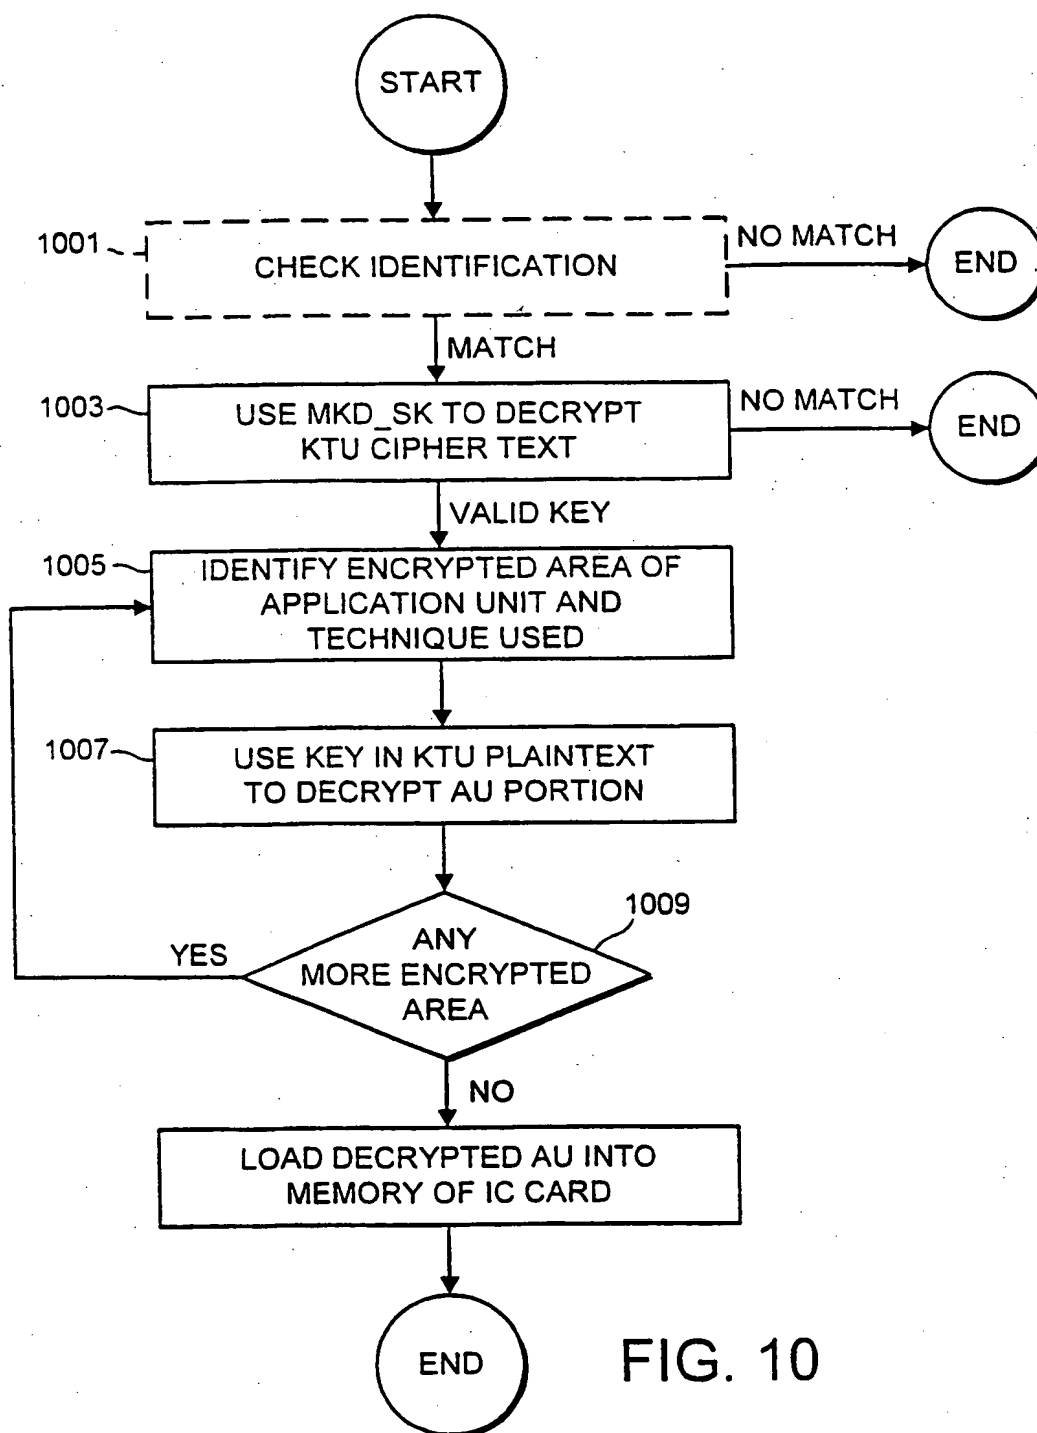 START
1001
CHECK IDENTIFICATION
NO MATCH
END
MATCH
1003
USE MKD_SK TO DECRYPT
KTU CIPHER TEXT
NO MATCH
END
VALID KEY
1005
IDENTIFY ENCRYPTED AREA OF
APPLICATION UNIT AND
TECHNIQUE USED
1007
USE KEY IN KTU PLAINTEXT
TO DECRYPT AU PORTION
1009
ANY
MORE ENCRYPTED
AREA
YES
NO
LOAD DECRYPTED AU INTO
MEMORY OF IC CARD
END
FIG. 10